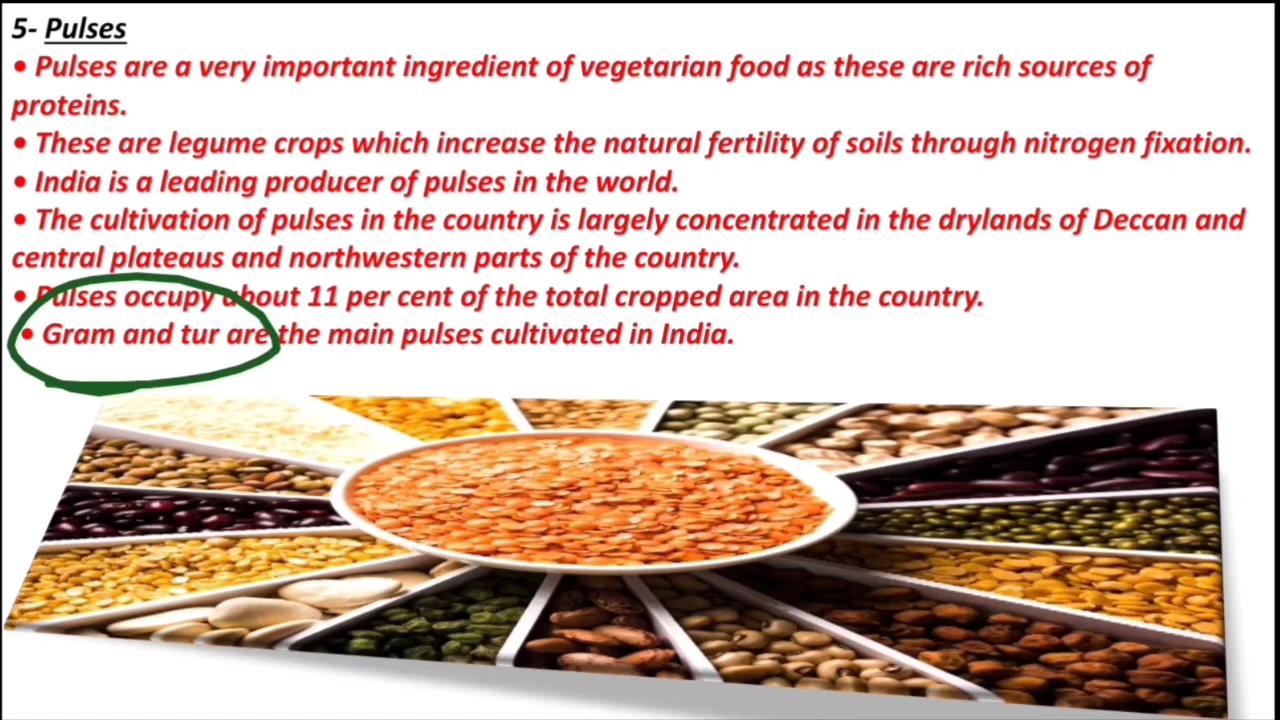 5- Pulses
• Pulses are a very important ingredient of vegetarian food as these are rich sources of
proteins.
• These are legume crops which increase the natural fertility of soils through nitrogen fixation.
• India is a leading producer of pulses in the world.
• The cultivation of pulses in the country is largely concentrated in the drylands of Deccan and
central plateaus and northwestern parts of the country.
• Pulses occupy about 11 per cent of the total cropped area in the country.
• Gram and tur are the main pulses cultivated in India.